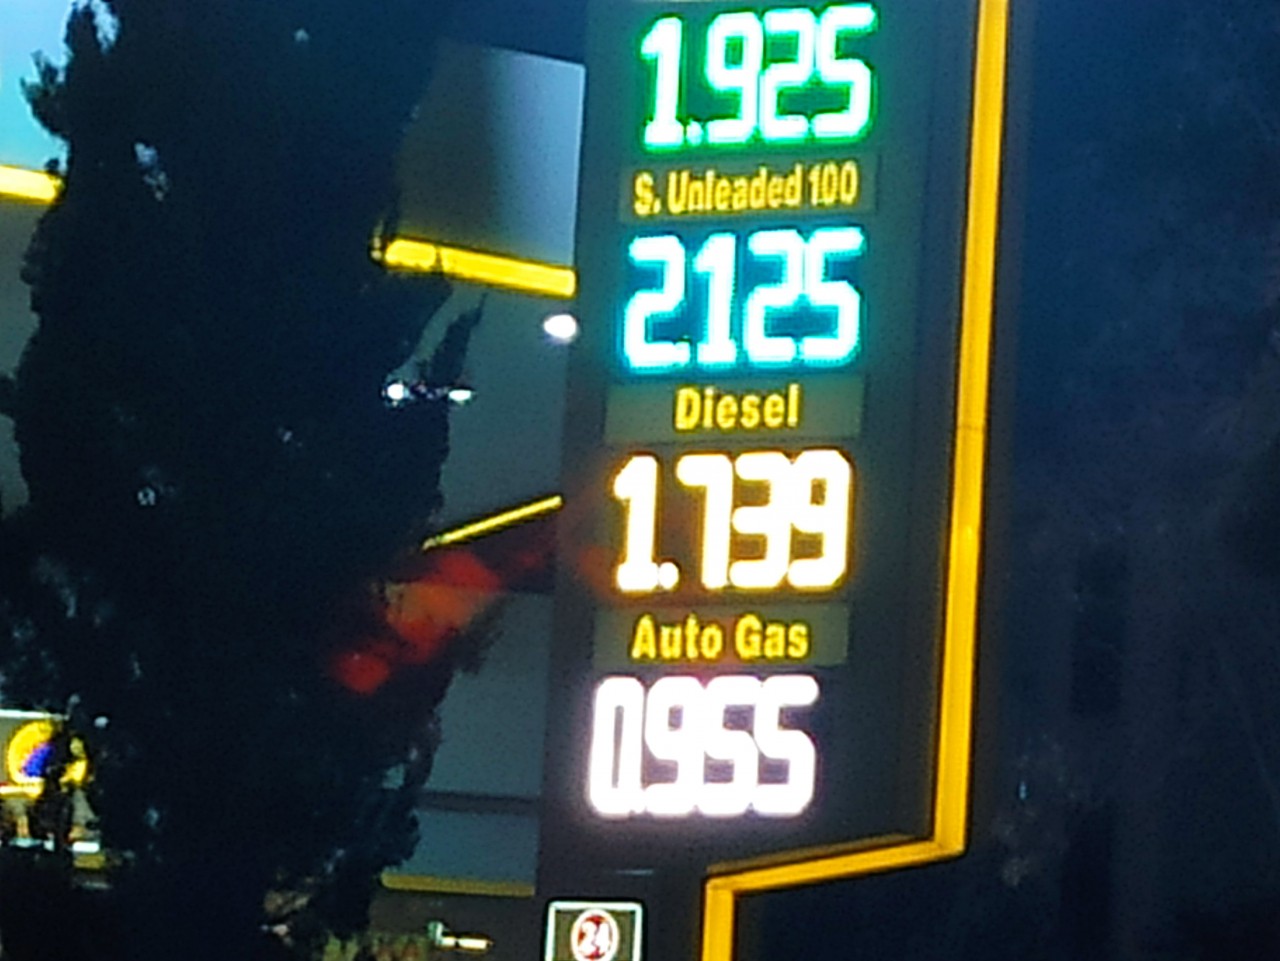 1.925
S. Unleaded 100
2.125
Diesel
1.739
Auto Gas
0.955
24